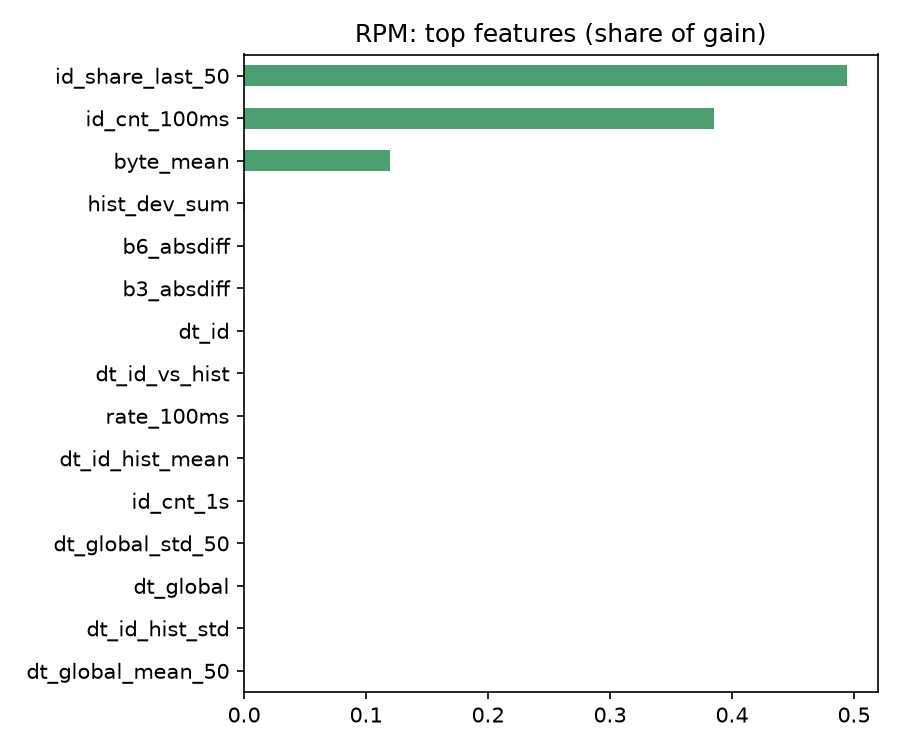 RPM: top features (share of gain)
id_share_last_50
id_cnt_100ms
byte_mean
hist_dev_sum
b6_absdiff
b3_absdiff
dt_id
dt_id_vs_hist
rate_100ms
dt_id_hist_mean
id_cnt_1s
dt_global_std_50
dt_global
dt_id_hist_std
dt_global_mean_50
0.0 0.1 0.2 0.3 0.4 0.5